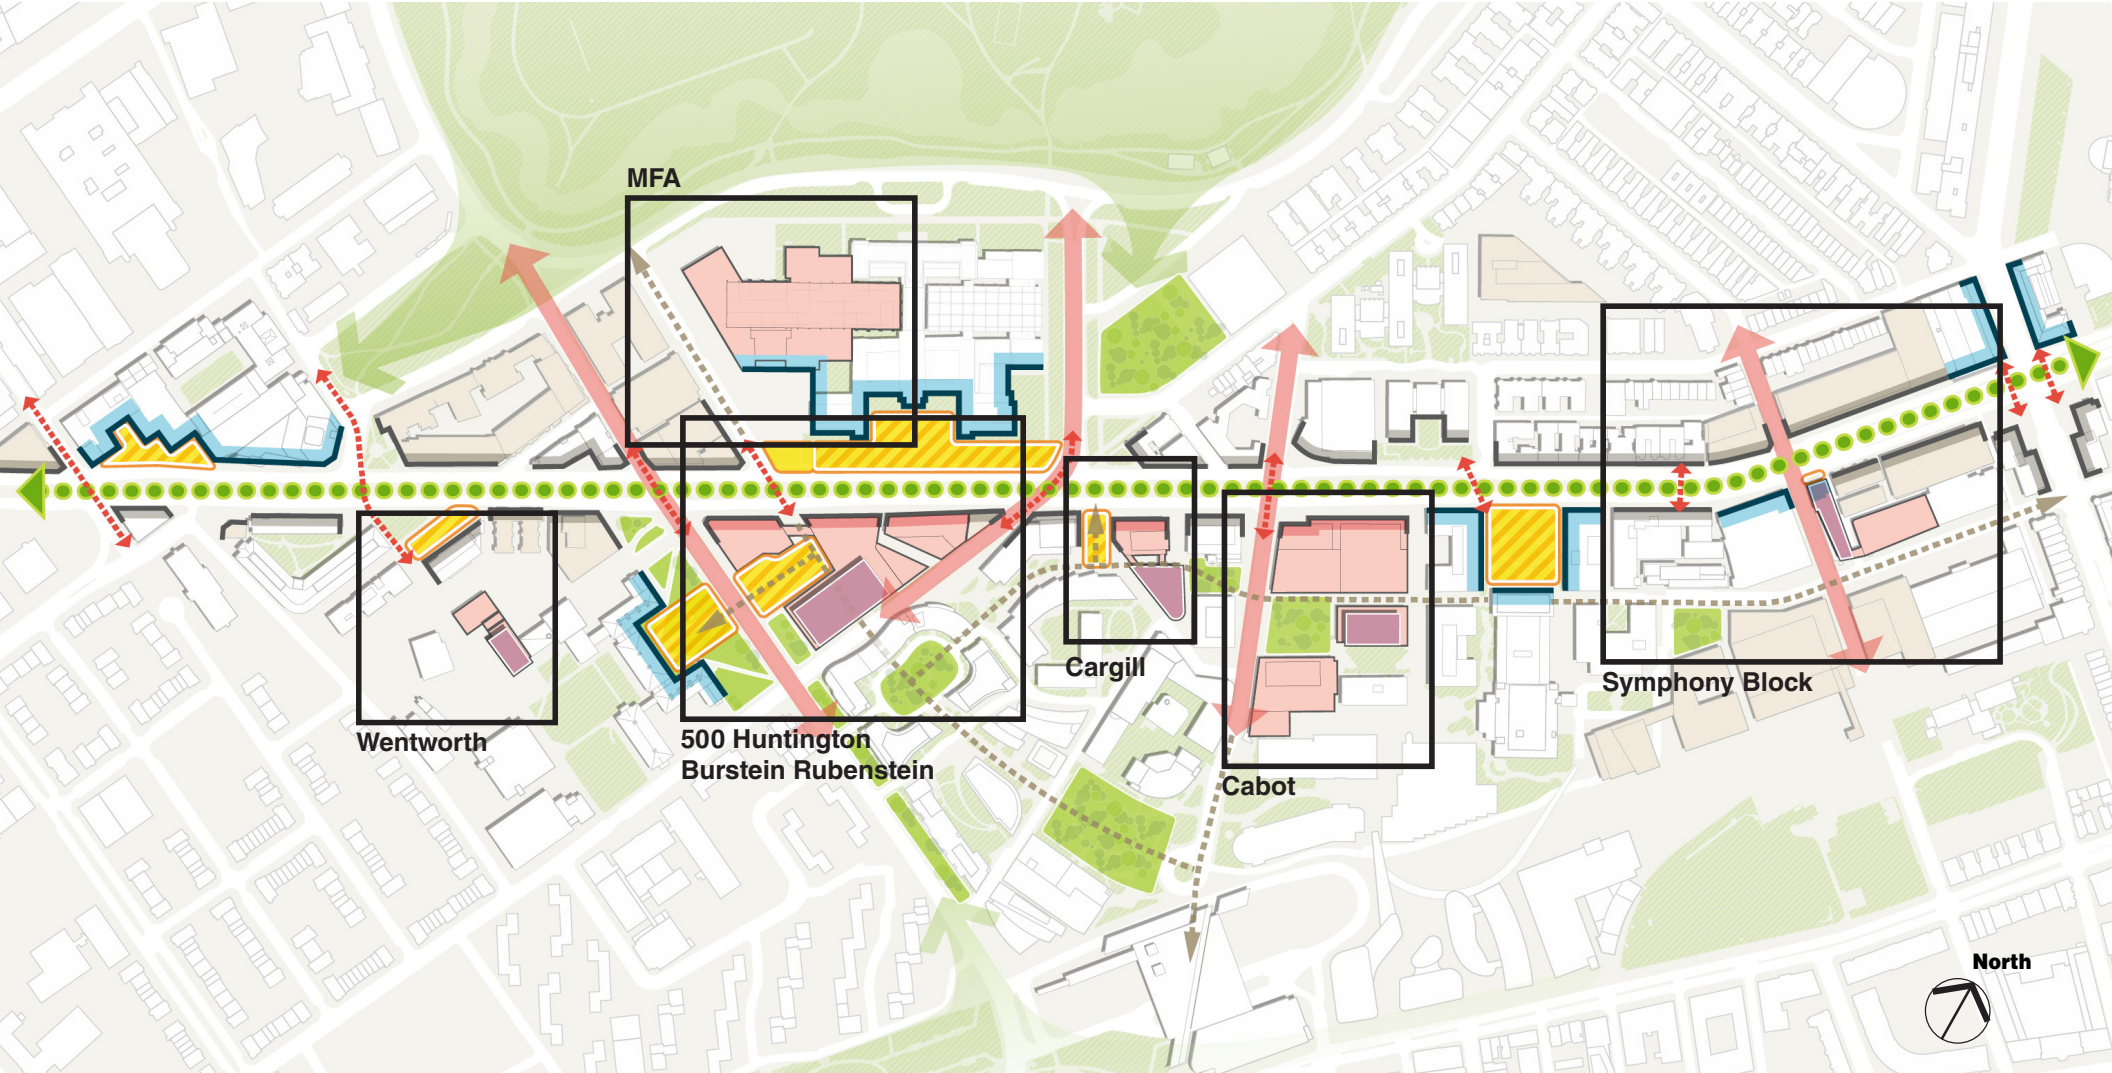 MFA
Cargill
Symphony Block
Wentworth
500 Huntington
Burstein Rubenstein
Cabot
North